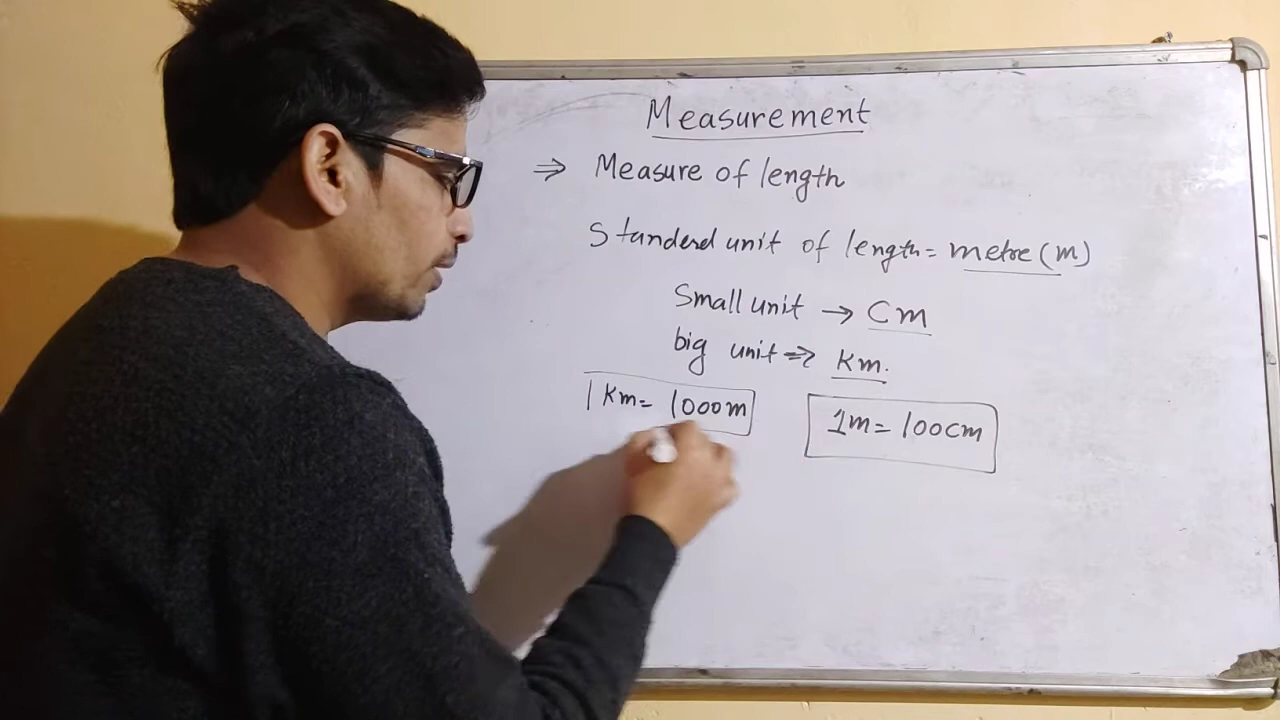 Measurement
⇒ Measure of length
Standerd unit of length = metre (m)
Small unit → Cm
big unit ⇒ km.
1 km = 1000m
1m = 100cm